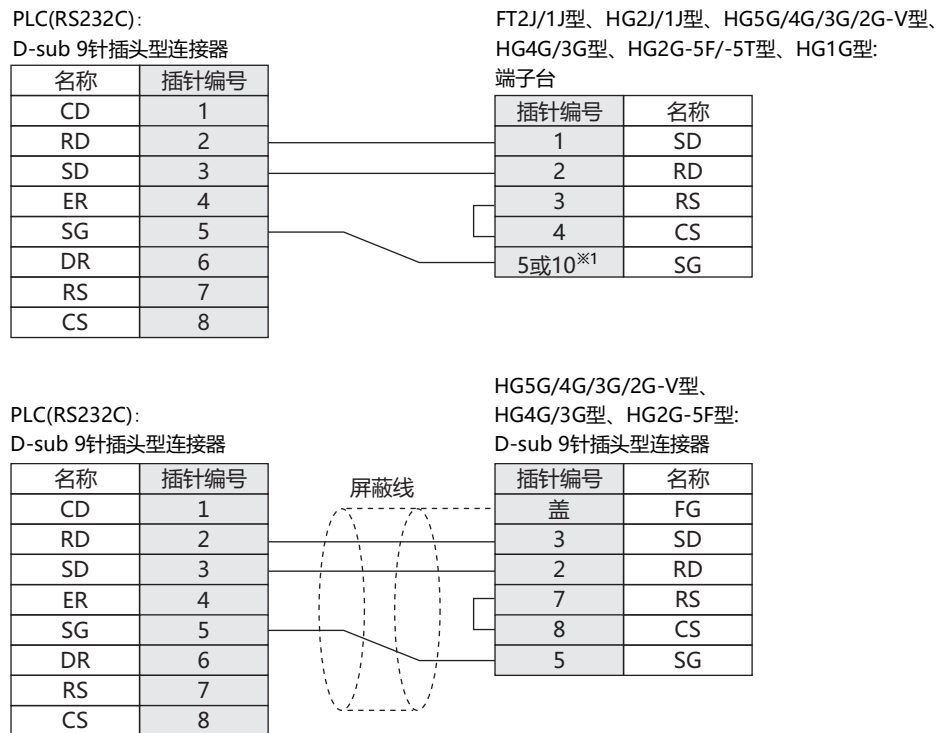 PLC(RS232C):
D-sub 9针插头型连接器
名称 插针编号
CD 1
RD 2
SD 3
ER 4
SG 5
DR 6
RS 7
CS 8
FT2J/1J型、HG2J/1J型、HG5G/4G/3G/2G-V型、
HG4G/3G型、HG2G-5F/-5T型、HG1G型:
端子台
插针编号 名称
1 SD
2 RD
3 RS
4 CS
5或10※1 SG
PLC(RS232C):
D-sub 9针插头型连接器
名称 插针编号
CD 1
RD 2
SD 3
ER 4
SG 5
DR 6
RS 7
CS 8
屏蔽线
HG5G/4G/3G/2G-V型、
HG4G/3G型、HG2G-5F型:
D-sub 9针插头型连接器
插针编号 名称
盖 FG
3 SD
2 RD
7 RS
8 CS
5 SG